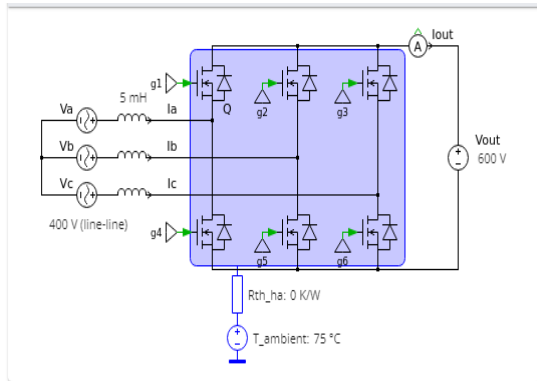 Iout
A
g1
5 mH
Va
Ia
Q
g2
g3
Vb
Ib
Vout
600 V
Vc
Ic
400 V (line-line)
g4
g5
g6
Rth_ha: 0 K/W
T_ambient: 75 °C